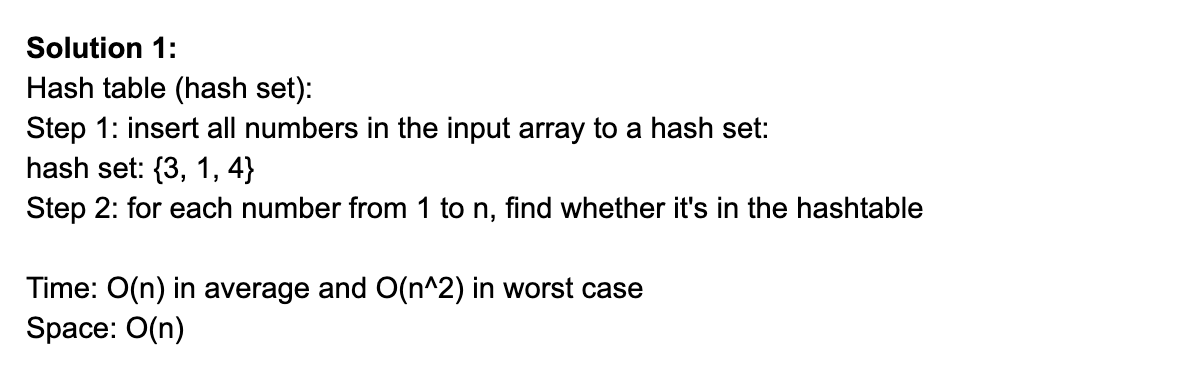 Solution 1:
Hash table (hash set):
Step 1: insert all numbers in the input array to a hash set:
hash set: {3, 1, 4}
Step 2: for each number from 1 to n, find whether it's in the hashtable
Time: O(n) in average and O(n^2) in worst case
Space: O(n)